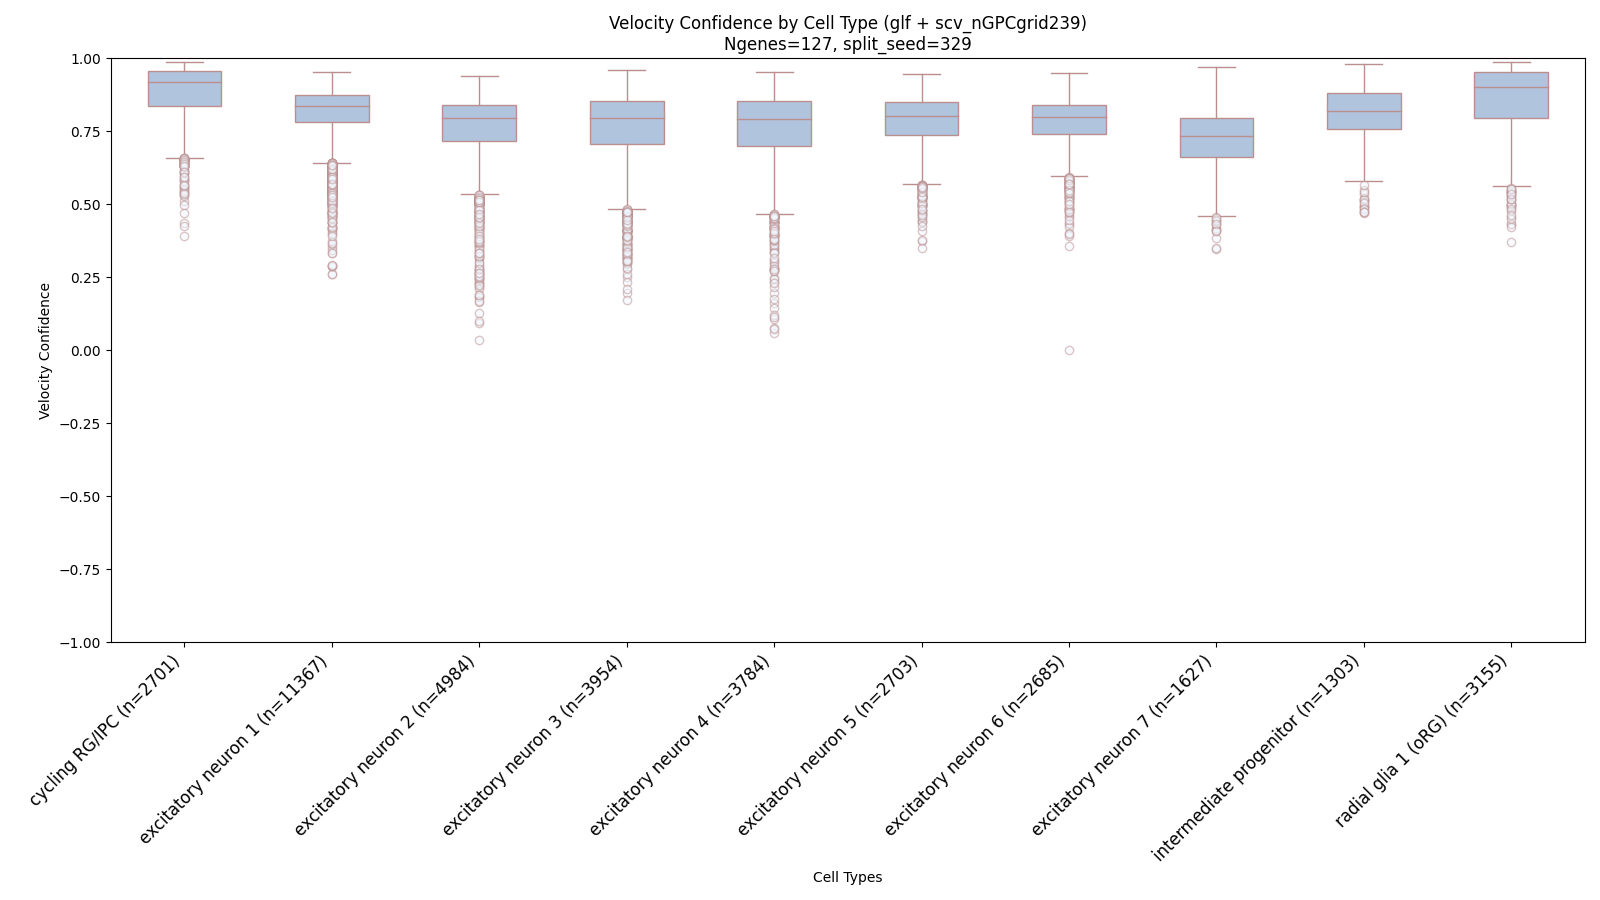 Velocity Confidence by Cell Type (glf + scv_nGPCgrid239)
Ngenes=127, split_seed=329
Velocity Confidence
1.00
0.75
0.50
0.25
0.00
−0.25
−0.50
−0.75
−1.00
cycling RG/IPC (n=2701)
excitatory neuron 1 (n=11367)
excitatory neuron 2 (n=4984)
excitatory neuron 3 (n=3954)
excitatory neuron 4 (n=3784)
excitatory neuron 5 (n=2703)
excitatory neuron 6 (n=2685)
excitatory neuron 7 (n=1627)
intermediate progenitor (n=1303)
radial glia 1 (oRG) (n=3155)
Cell Types